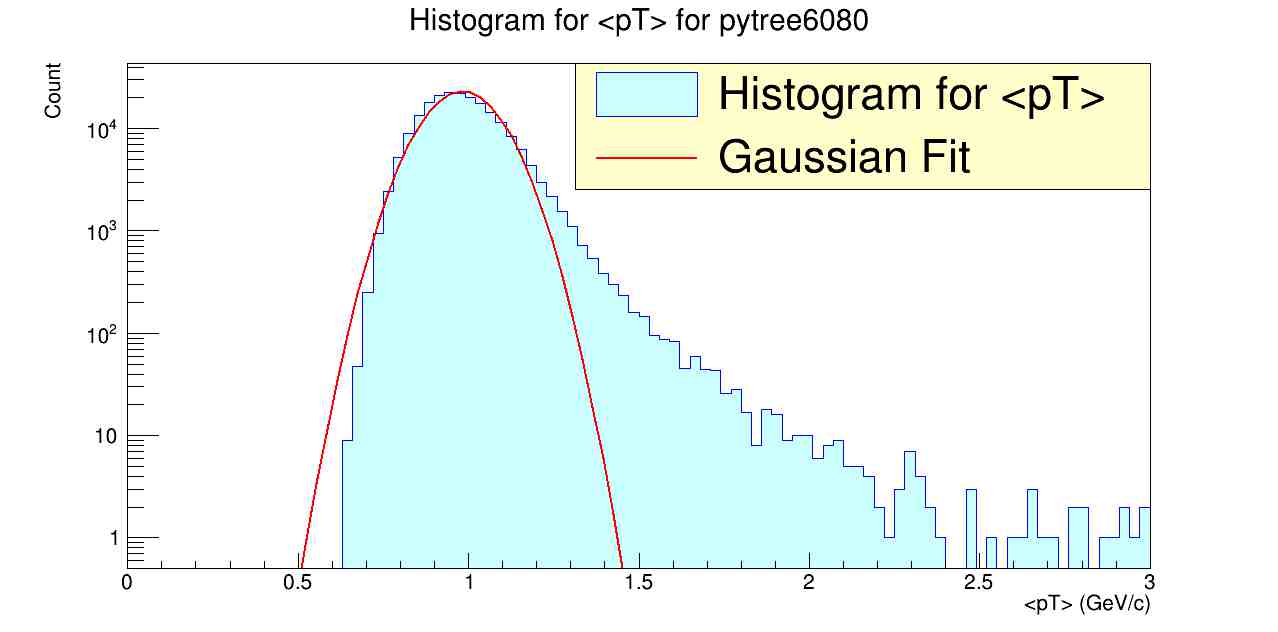 Histogram for <pT> for pytree6080
Count
Histogram for <pT>
Gaussian Fit
10⁴
10³
10²
10
1
0 0.5 1 1.5 2 2.5 3
<pT> (GeV/c)